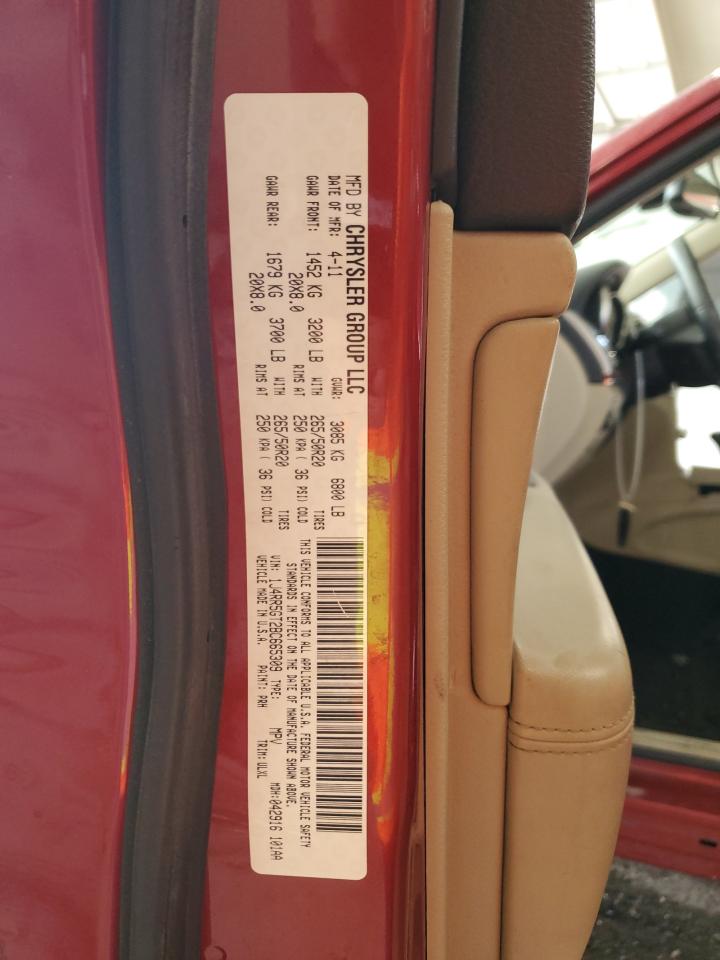 MFD BY CHRYSLER GROUP LLC
DATE OF MFR: 4-11 GVWR: 3085 KG 6800 LB
GAWR FRONT: 1452 KG 3200 LB WITH 265/50R20 TIRES
20X8.0 RIMS AT 250 KPA ( 36 PSI) COLD
GAWR REAR: 1679 KG 3700 LB WITH 265/50R20 TIRES
20X8.0 RIMS AT 250 KPA ( 36 PSI) COLD
THIS VEHICLE CONFORMS TO ALL APPLICABLE U.S.A. FEDERAL MOTOR VEHICLE SAFETY
STANDARDS IN EFFECT ON THE DATE OF MANUFACTURE SHOWN ABOVE.
VIN: 1J4RR5GT2BC665309 TYPE: MPV MDH:042916 101AA
VEHICLE MADE IN U.S.A. PAINT: PRH TRIM: ULXL